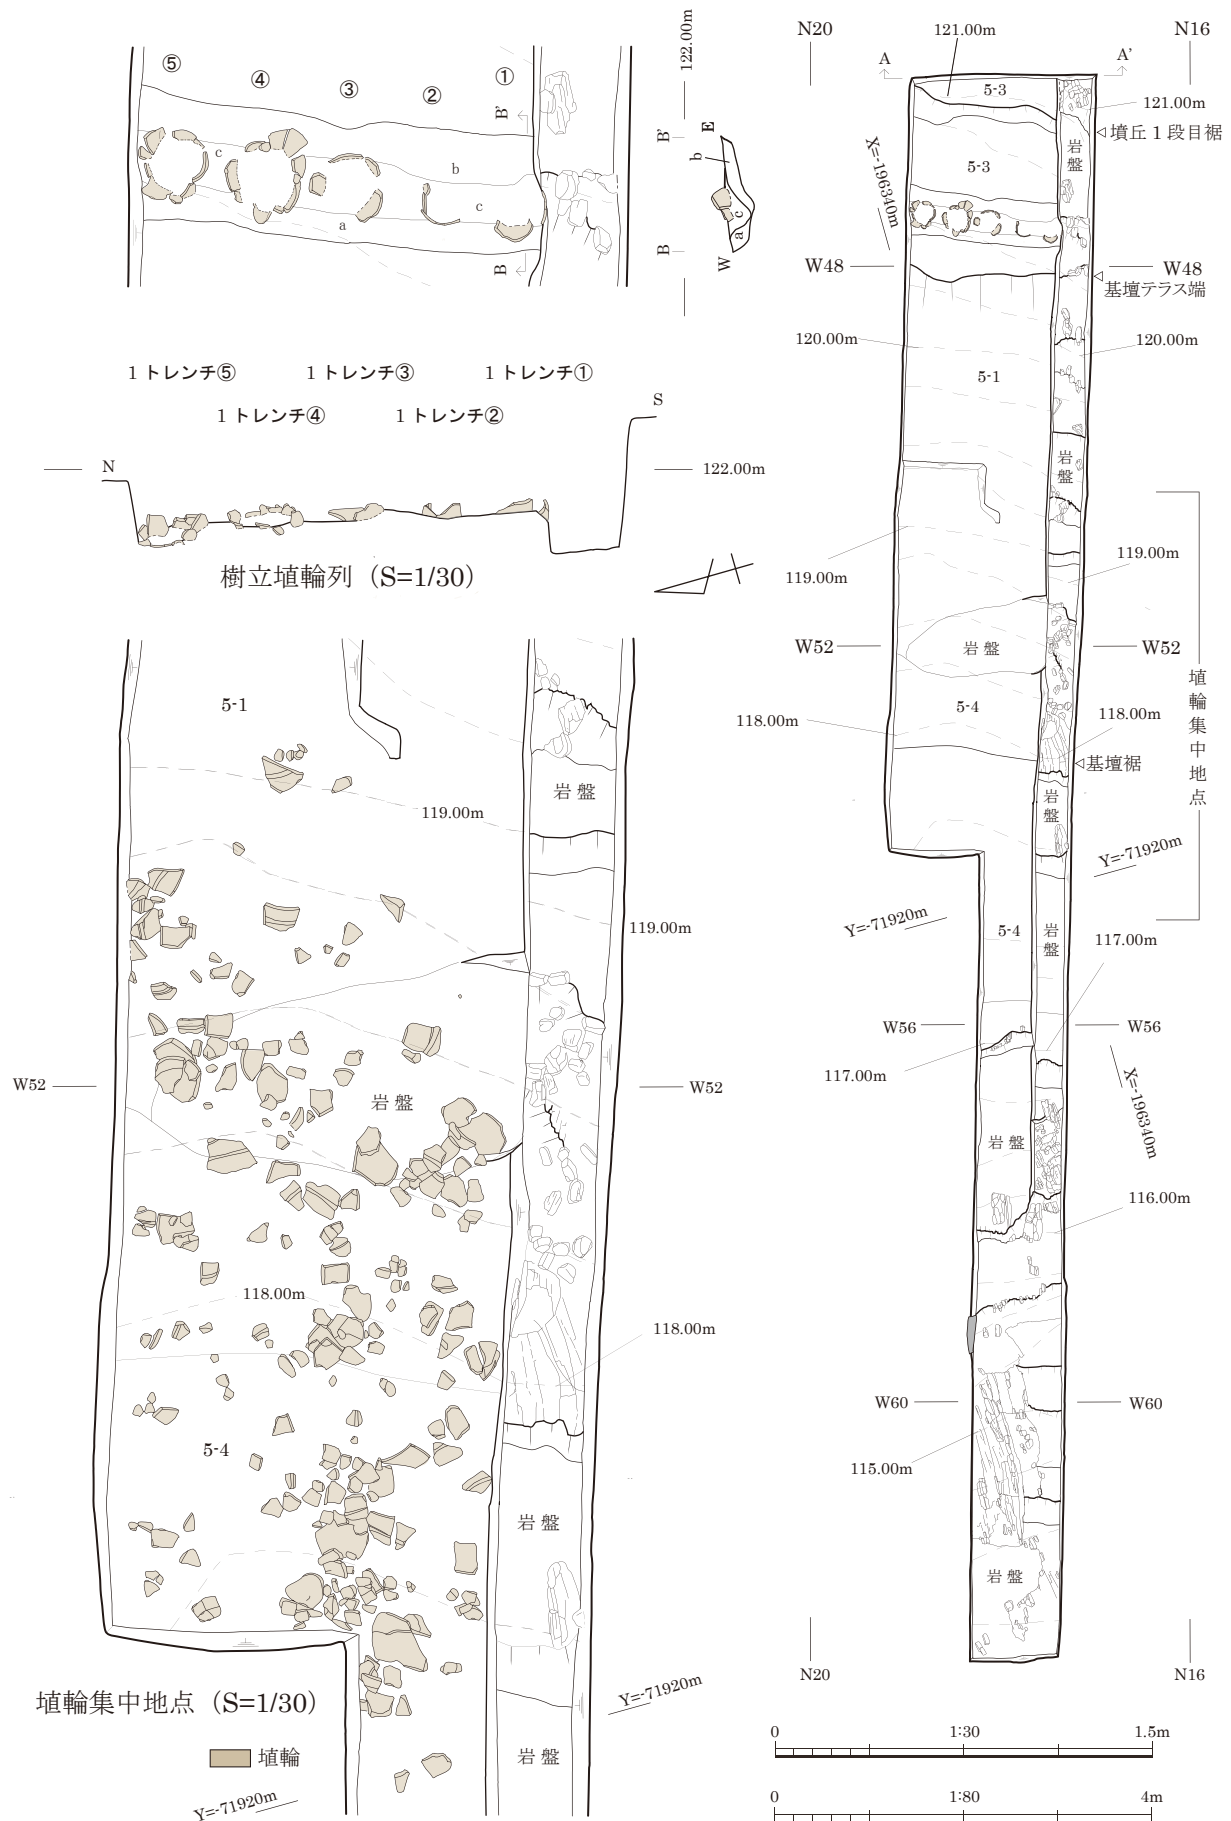 ⑤
④
③
②
①
B'
b
c
c
a
B
122.00m
B'
E
b
c
a
B
W
1 トレンチ⑤
1 トレンチ③
1 トレンチ①
1 トレンチ④
1 トレンチ②
S
N
122.00m
樹立埴輪列（S=1/30）
5-1
岩盤
119.00m
119.00m
W52
岩盤
W52
118.00m
118.00m
5-4
岩盤
埴輪集中地点（S=1/30）
Y=-71920m
岩盤
埴輪
Y=-71920m
N20
121.00m
N16
A
A'
5-3
121.00m
墳丘 1 段目裾
岩盤
X=-196340m
5-3
W48
W48
基壇テラス端
120.00m
120.00m
5-1
岩盤
119.00m
119.00m
W52
岩盤
W52
埴輪集中地点
5-4
118.00m
118.00m
基壇裾
岩盤
Y=-71920m
Y=-71920m
5-4
岩盤
117.00m
W56
W56
117.00m
X=-196340m
岩盤
116.00m
W60
W60
115.00m
岩盤
N20
N16
0
1:30
1.5m
0
1:80
4m